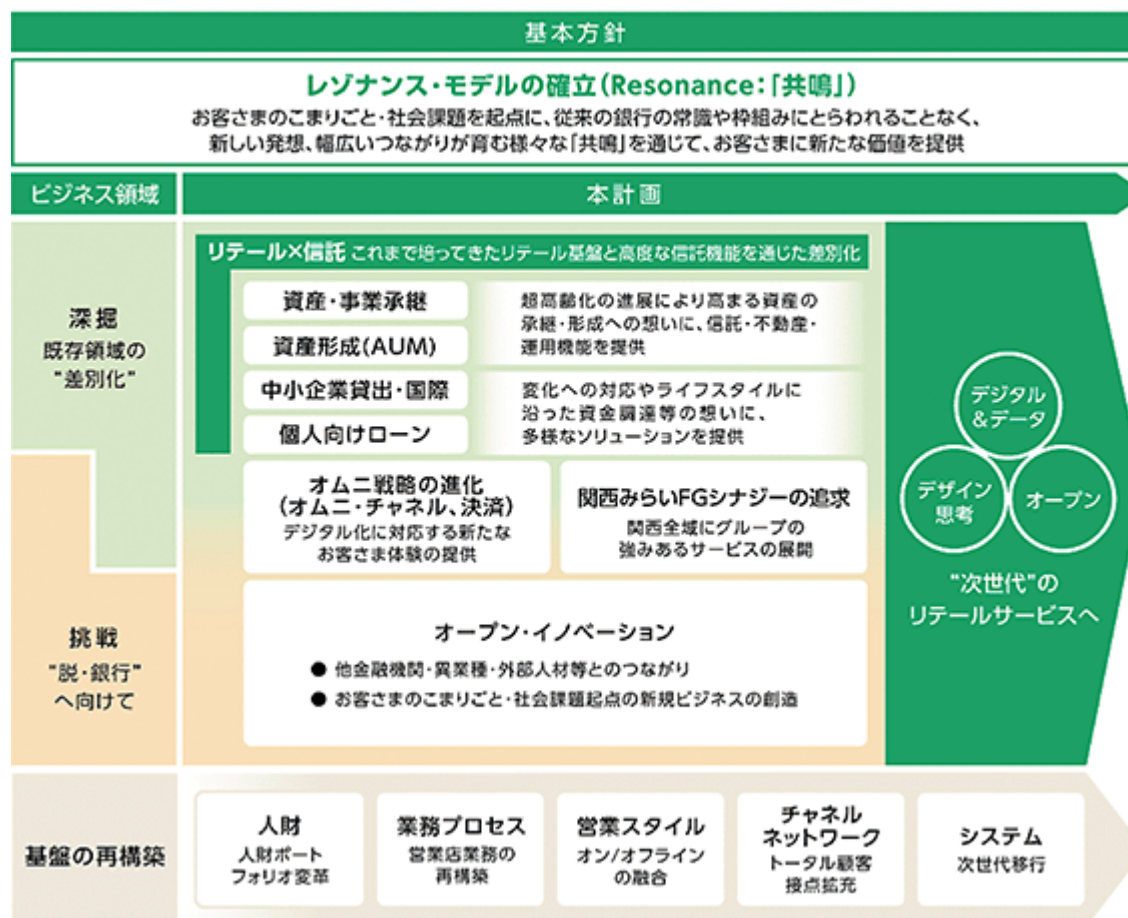 基本方針
レゾナンス・モデルの確立(Resonance:「共鳴」)
お客さまのこまりごと・社会課題を起点に、従来の銀行の常識や枠組みにとらわれることなく、
新しい発想、幅広いつながりが育む様々な「共鳴」を通じて、お客さまに新たな価値を提供
ビジネス領域
本計画
深掘
既存領域の
"差別化"
リテール×信託 これまで培ってきたリテール基盤と高度な信託機能を通じた差別化
資産・事業承継
資産形成(AUM)
超高齢化の進展により高まる資産の
承継・形成への想いに、信託・不動産・
運用機能を提供
中小企業貸出・国際
個人向けローン
変化への対応やライフスタイルに
沿った資金調達等の想いに、
多様なソリューションを提供
オムニ戦略の進化
(オムニ・チャネル、決済)
デジタル化に対応する新たな
お客さま体験の提供
関西みらいFGシナジーの追求
関西全域にグループの
強みあるサービスの展開
挑戦
"脱・銀行"
へ向けて
オープン・イノベーション
● 他金融機関・異業種・外部人材等とのつながり
● お客さまのこまりごと・社会課題起点の新規ビジネスの創造
デジタル
&データ
デザイン
思考
オープン
"次世代"の
リテールサービスへ
基盤の再構築
人財
人財ポート
フォリオ変革
業務プロセス
営業店業務の
再構築
営業スタイル
オン/オフライン
の融合
チャネル
ネットワーク
トータル顧客
接点拡充
システム
次世代移行